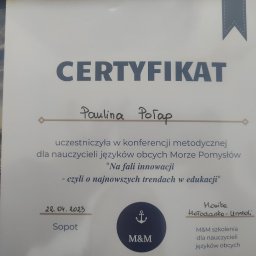 CERTYFIKAT
Paulina Połap
uczestniczyła w konferencji metodycznej
dla nauczycieli języków obcych Morze Pomysłów
"Na fali innowacji
- czyli o najnowszych trendach w edukacji"
22.04.2023
Sopot
M&M
M&M szkolenia
dla nauczycieli
języków obcych